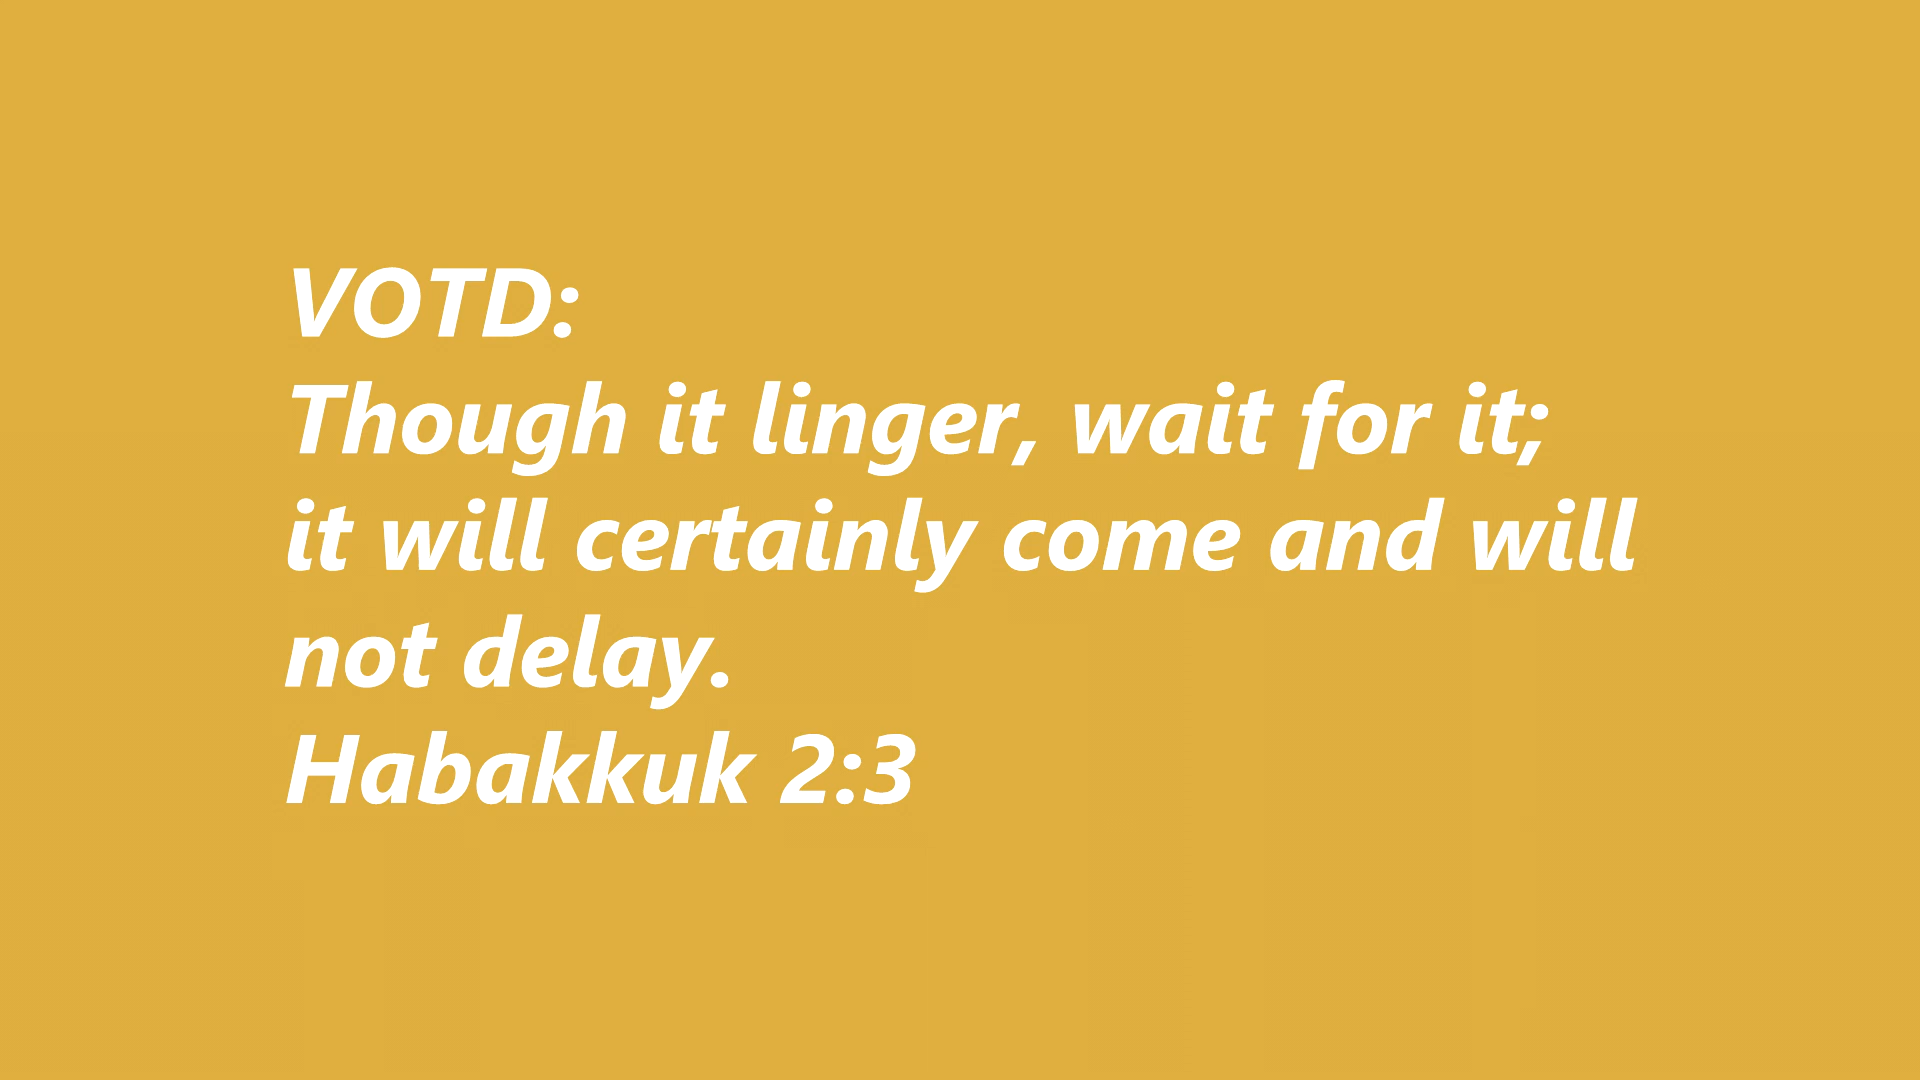 VOTD:
Though it linger, wait for it;
it will certainly come and will
not delay.
Habakkuk 2:3